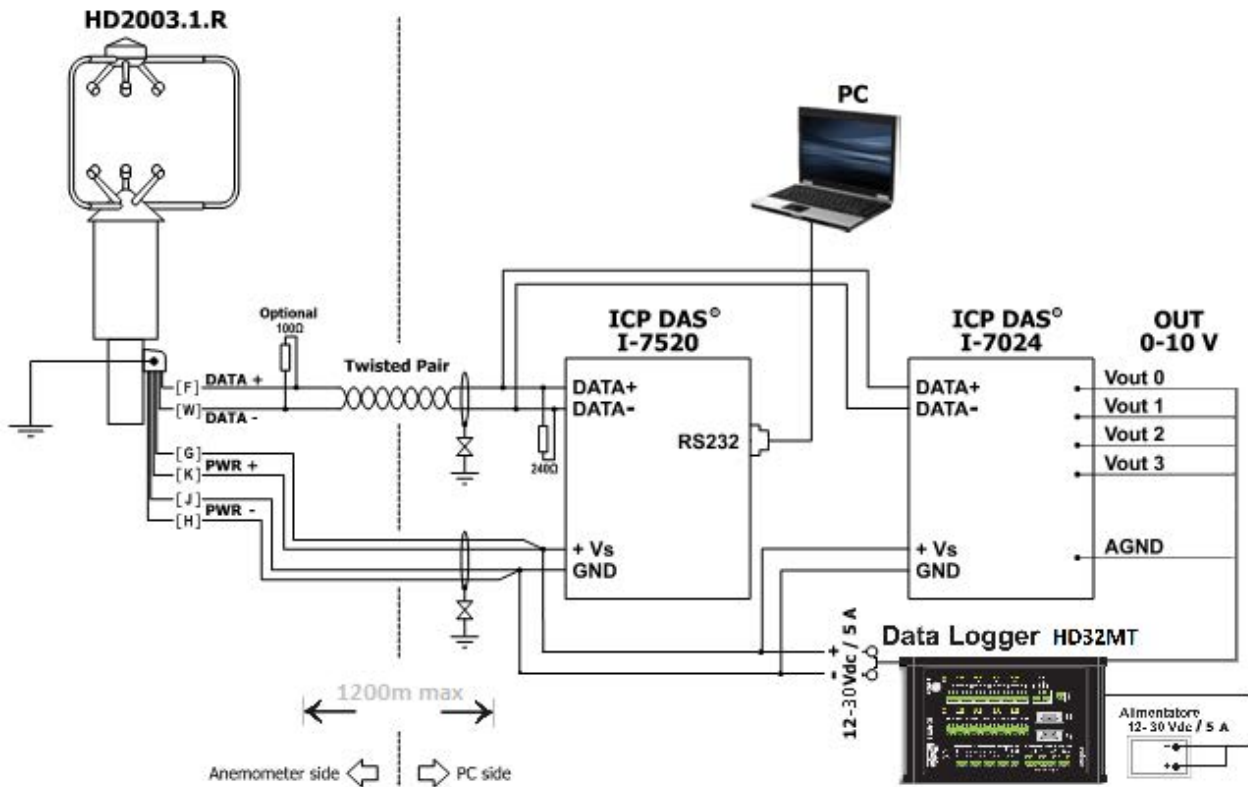 HD2003.1.R
PC
Optional
100Ω
Twisted Pair
ICP DAS®
I-7520
ICP DAS®
I-7024
OUT
0-10 V
[F] DATA +
[W] DATA -
[G]
[K] PWR +
[J]
[H] PWR -
240Ω
DATA+
DATA-
RS232
+ Vs
GND
DATA+
DATA-
+ Vs
GND
Vout 0
Vout 1
Vout 2
Vout 3
AGND
+
-
12-30Vdc / 5 A
Data Logger HD32MT
Alimentatore
12- 30 Vdc / 5 A
-
+
1200m max
Anemometer side
PC side